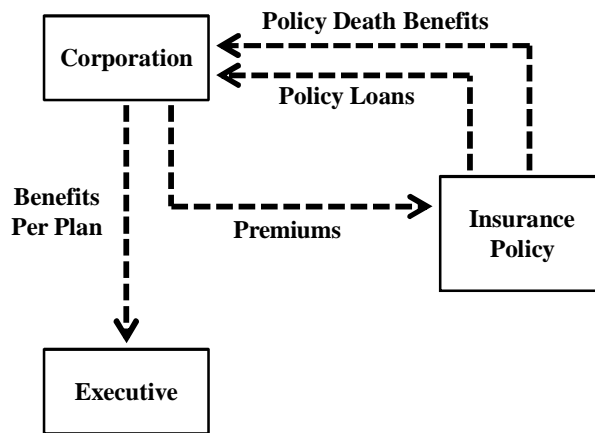 Policy Death Benefits
Corporation
Policy Loans
Benefits
Per Plan
Premiums
Insurance
Policy
Executive